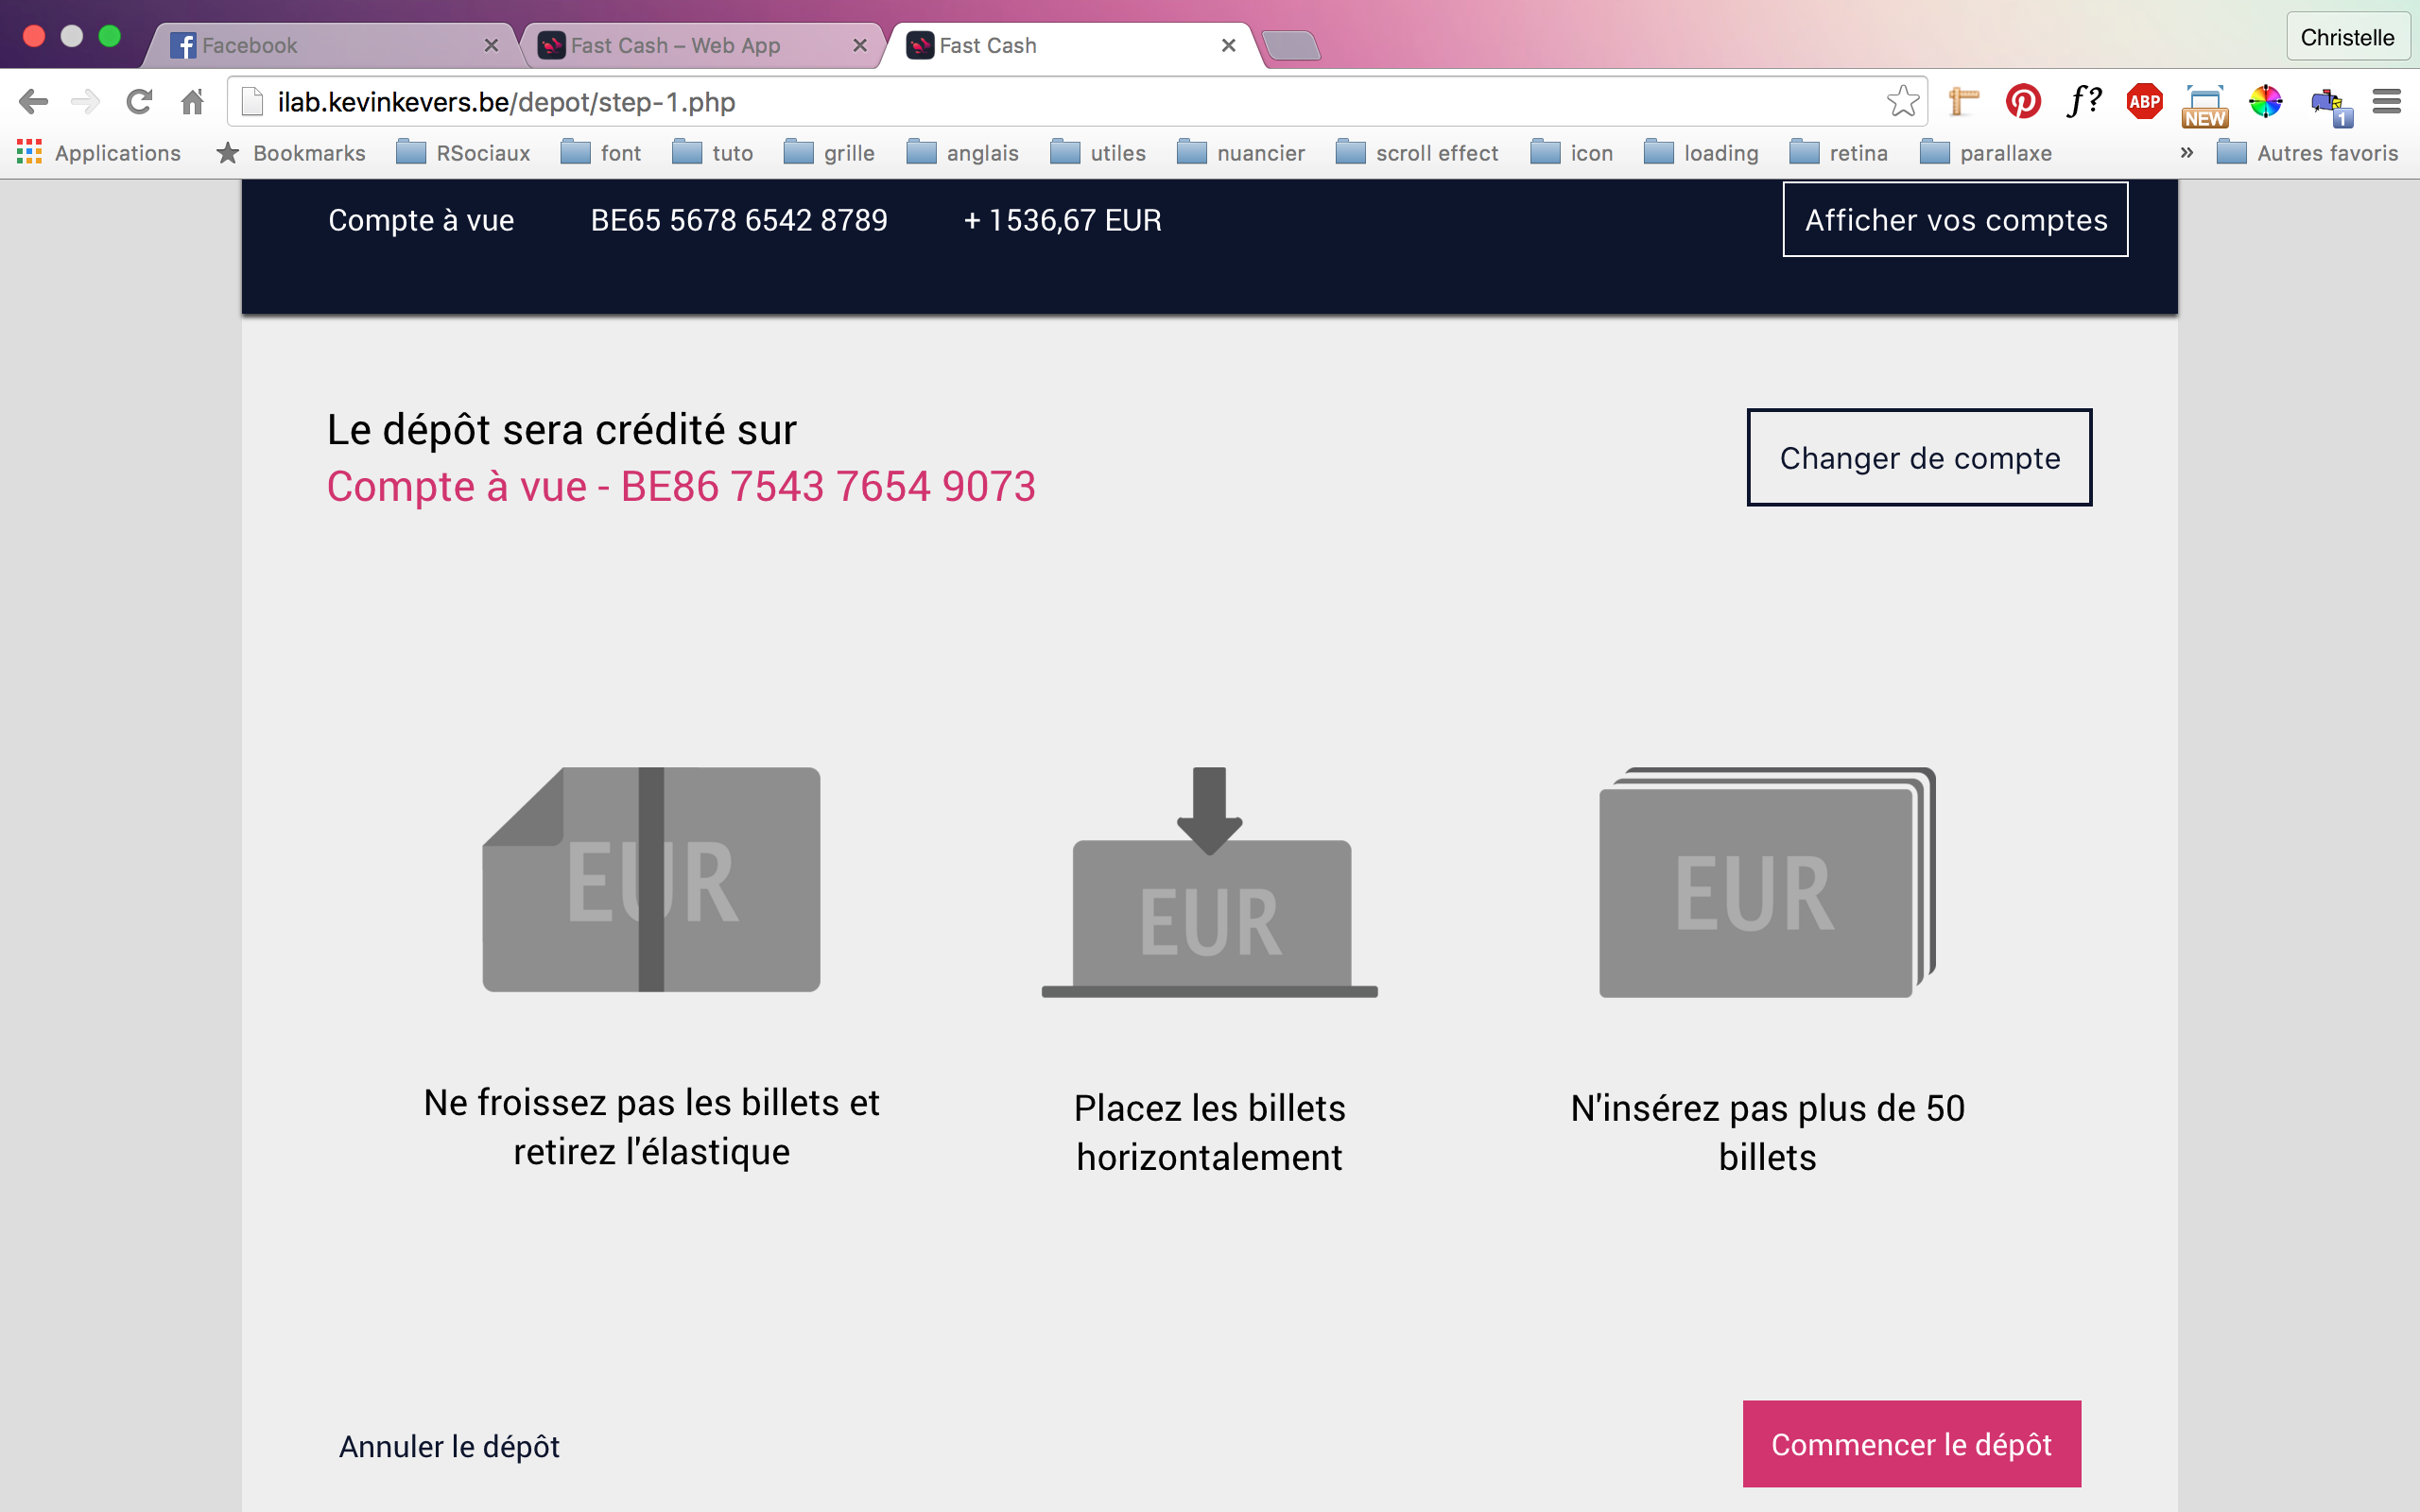 Facebook
Fast Cash – Web App
Fast Cash
Christelle
ilab.kevinkevers.be/depot/step-1.php
f?
ABP
NEW
1
Applications
Bookmarks
RSociaux
font
tuto
grille
anglais
utiles
nuancier
scroll effect
icon
loading
retina
parallaxe
»
Autres favoris
Compte à vue
BE65 5678 6542 8789
+ 1536,67 EUR
Afficher vos comptes
Le dépôt sera crédité sur
Compte à vue - BE86 7543 7654 9073
Changer de compte
EUR
EUR
EUR
Ne froissez pas les billets et
retirez l'élastique
Placez les billets
horizontalement
N'insérez pas plus de 50
billets
Annuler le dépôt
Commencer le dépôt